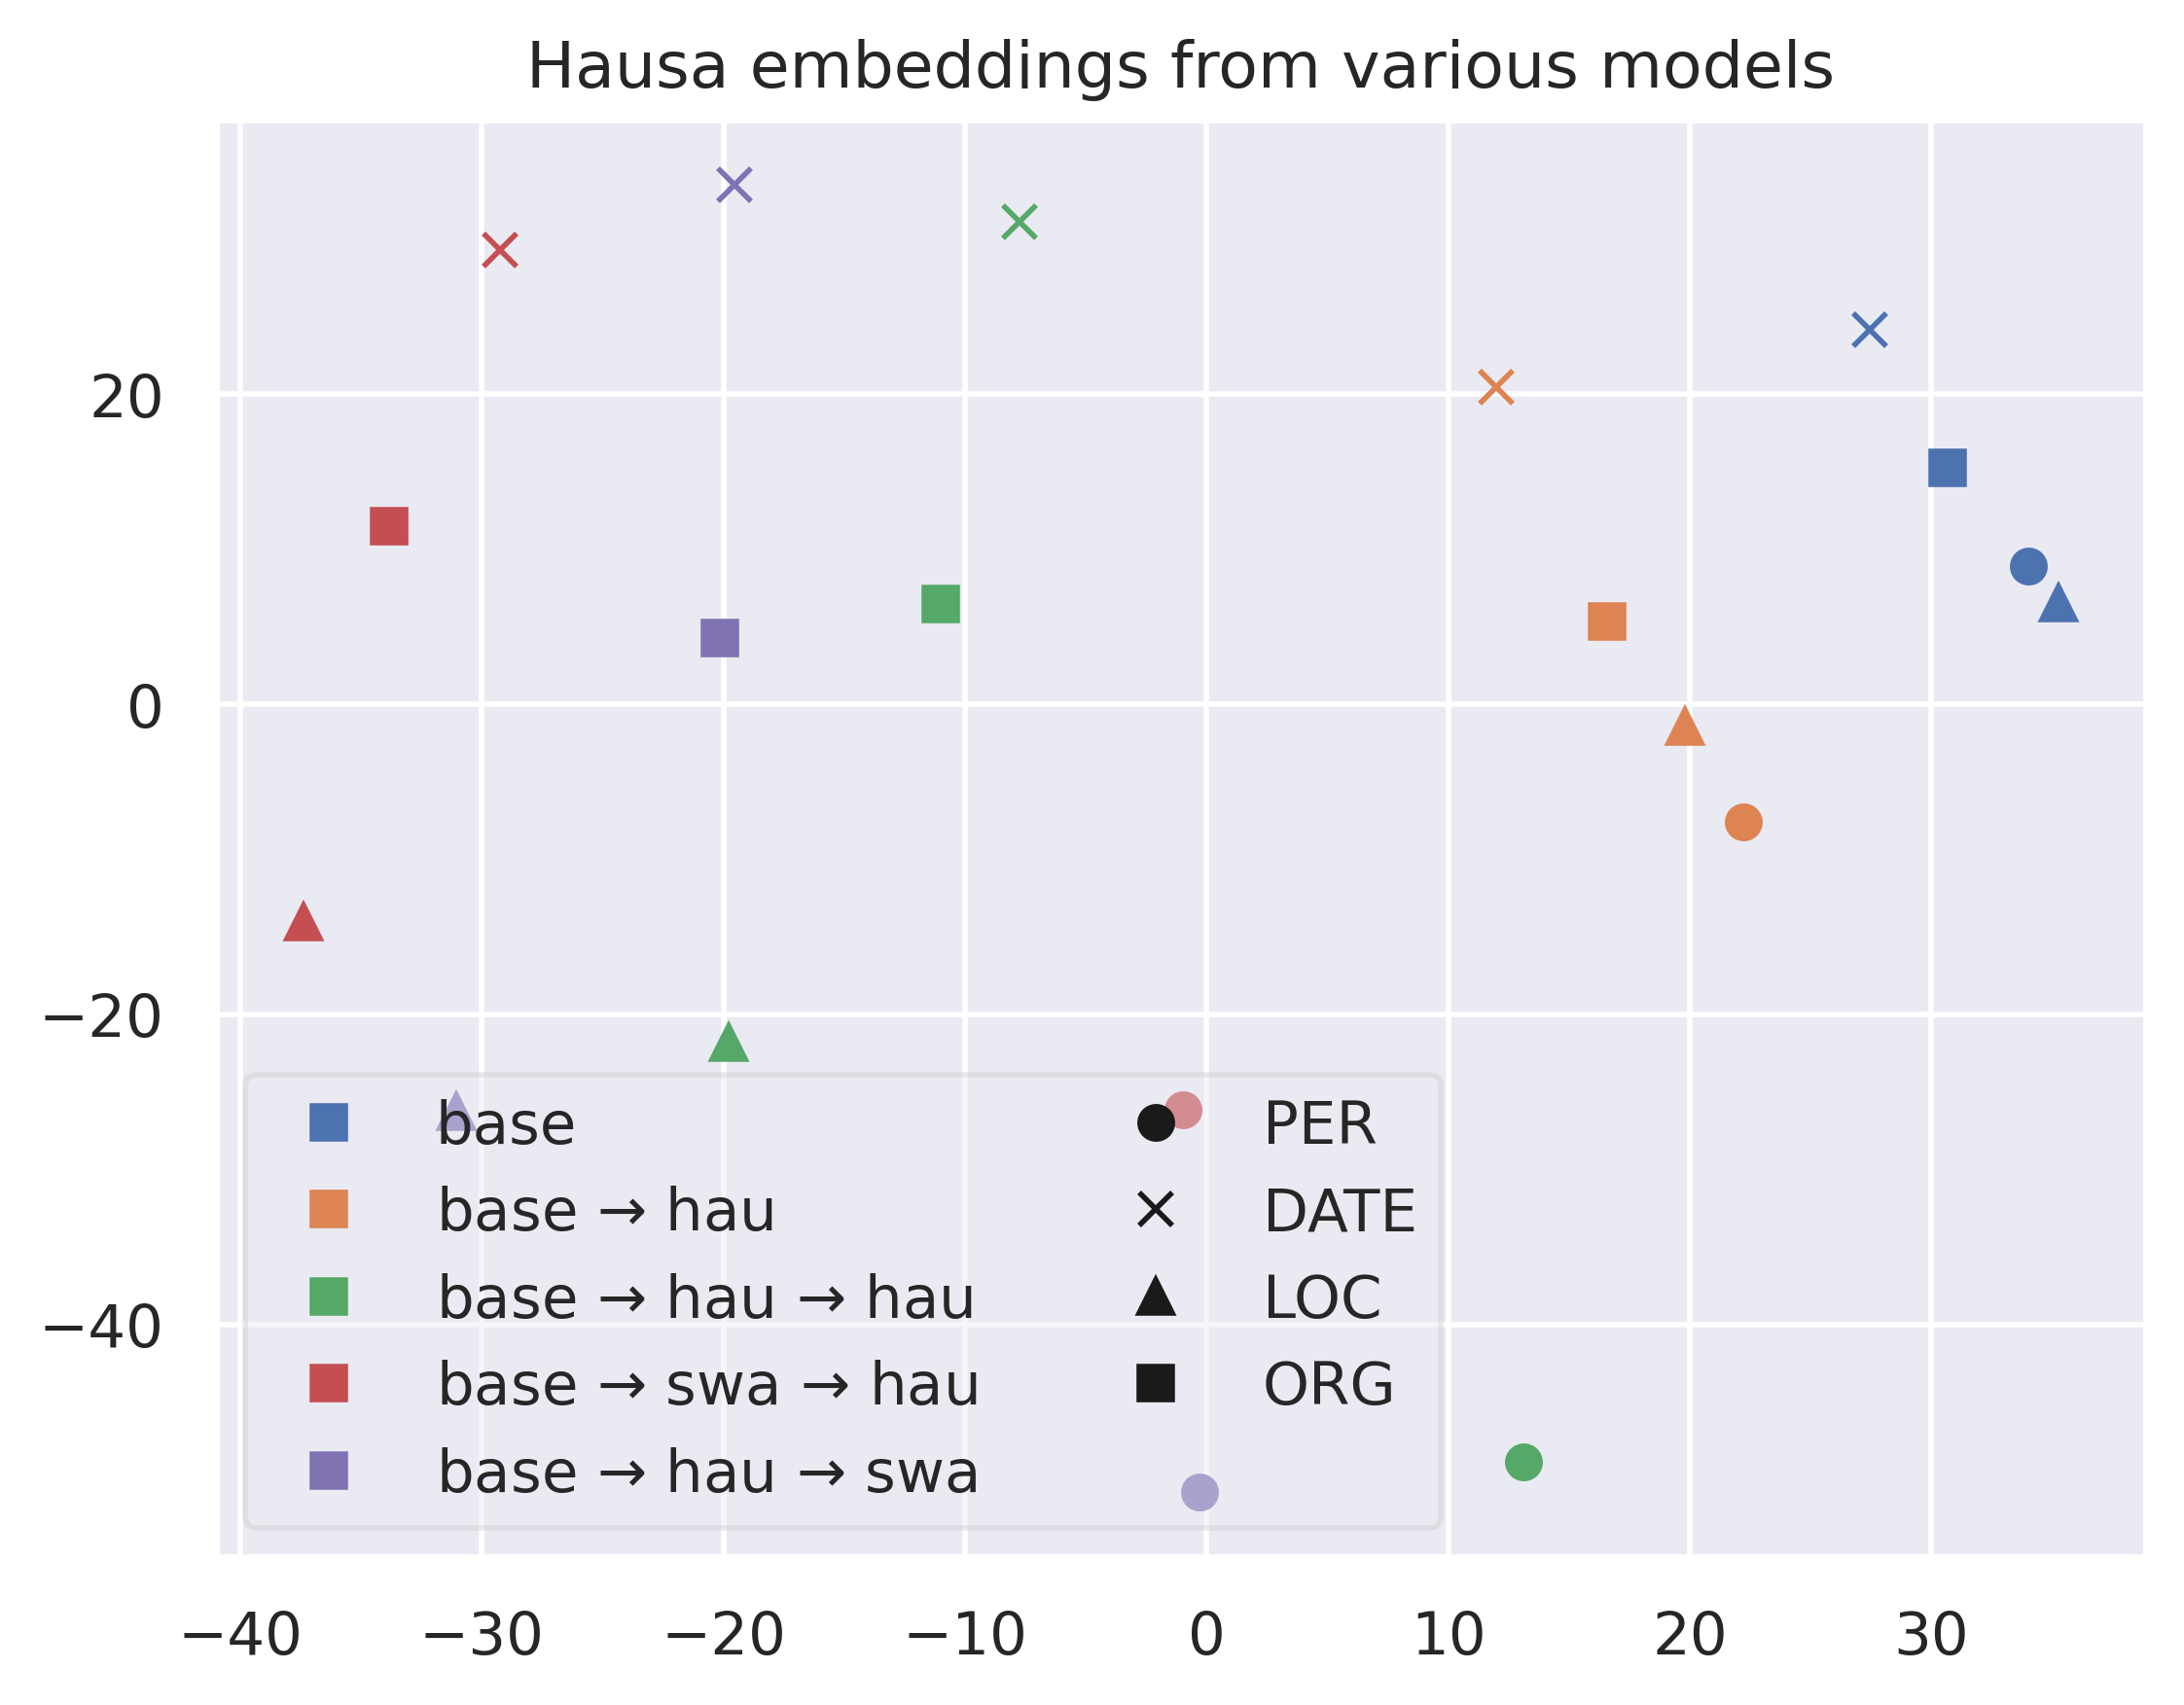 Hausa embeddings from various models
20
0
−20
−40
base
base → hau
base → hau → hau
base → swa → hau
base → hau → swa
PER
DATE
LOC
ORG
−40 −30 −20 −10 0 10 20 30